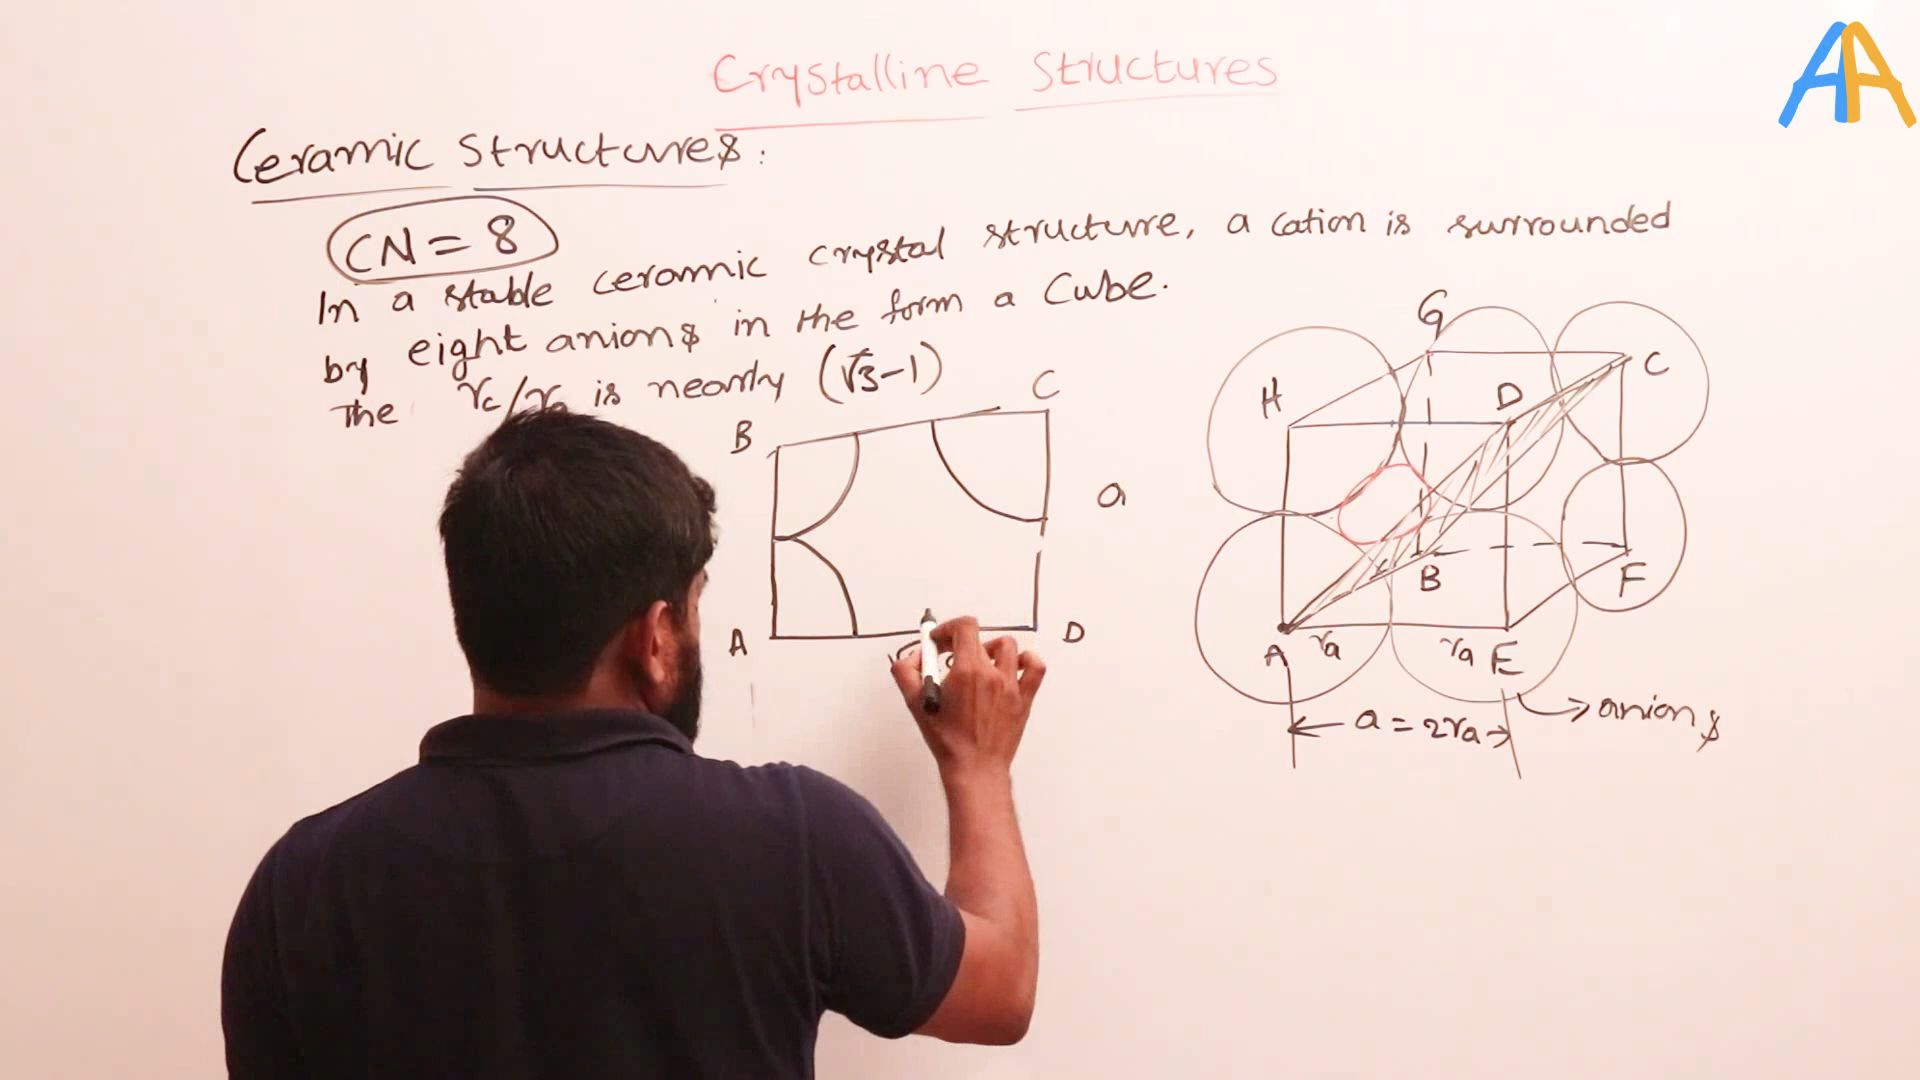 Crystalline Structures
Ceramic Structures:
CN = 8
In a stable ceramic crystal structure, a cation is surrounded
by eight anions in the form a Cube.
The rc/ra is nearly (√3-1)
B
C
a
A
D
G
C
H
D
B
F
A
ra
ra
E
a = 2ra
anions
AA